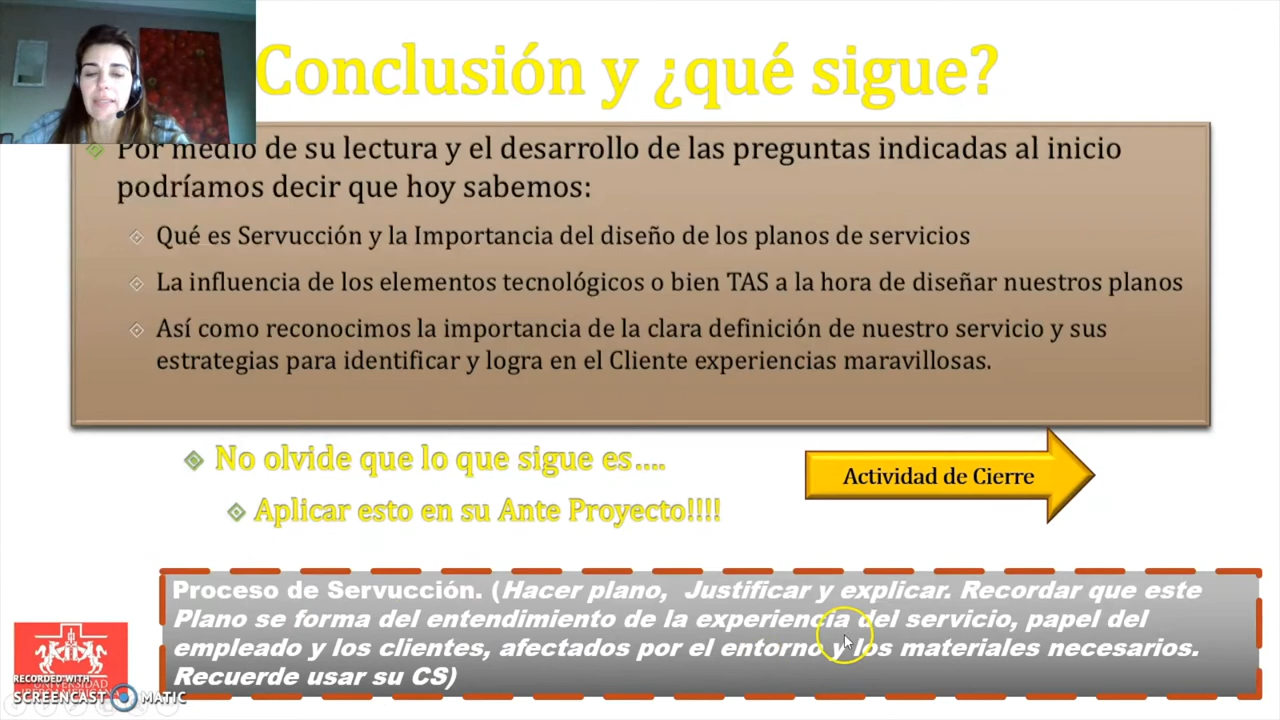 Conclusión y ¿qué sigue?
Por medio de su lectura y el desarrollo de las preguntas indicadas al inicio
podríamos decir que hoy sabemos:
Qué es Servucción y la Importancia del diseño de los planos de servicios
La influencia de los elementos tecnológicos o bien TAS a la hora de diseñar nuestros planos
Así como reconocimos la importancia de la clara definición de nuestro servicio y sus
estrategias para identificar y logra en el Cliente experiencias maravillosas.
No olvide que lo que sigue es....
Actividad de Cierre
Aplicar esto en su Ante Proyecto!!!!
Proceso de Servucción. (Hacer plano, Justificar y explicar. Recordar que este
Plano se forma del entendimiento de la experiencia del servicio, papel del
empleado y los clientes, afectados por el entorno y los materiales necesarios.
Recuerde usar su CS)
RECORDED WITH
SCREENCAST MATIC